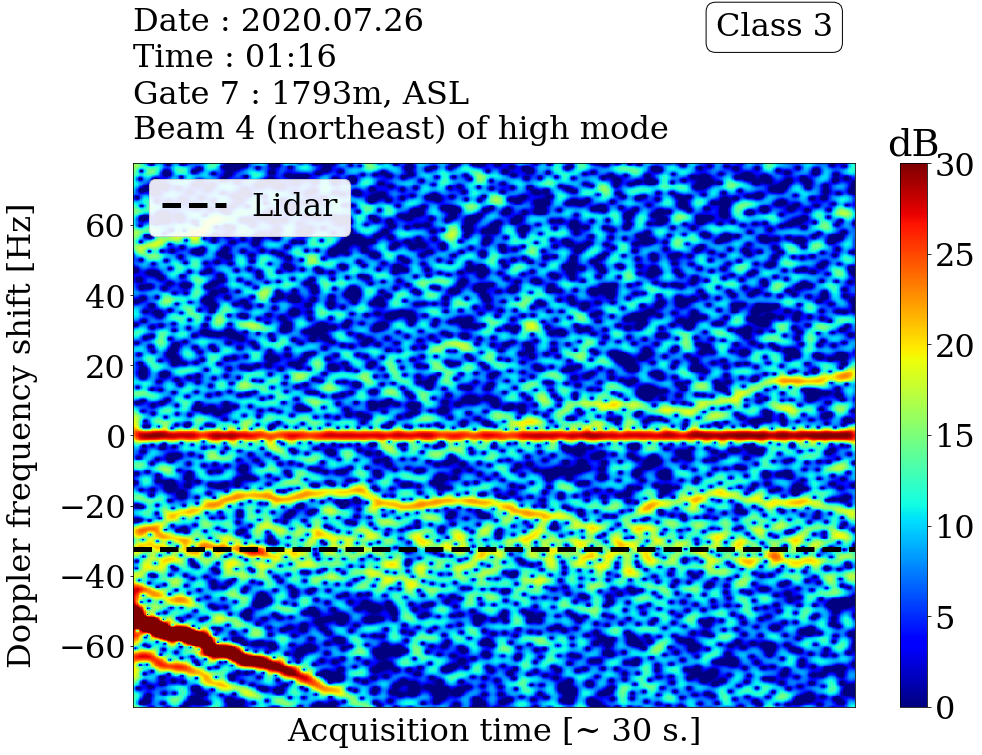 Date : 2020.07.26
Time : 01:16
Gate 7 : 1793m, ASL
Beam 4 (northeast) of high mode
Class 3
dB
Lidar
Doppler frequency shift [Hz]
60
40
20
0
−20
−40
−60
30
25
20
15
10
5
0
Acquisition time [~ 30 s.]